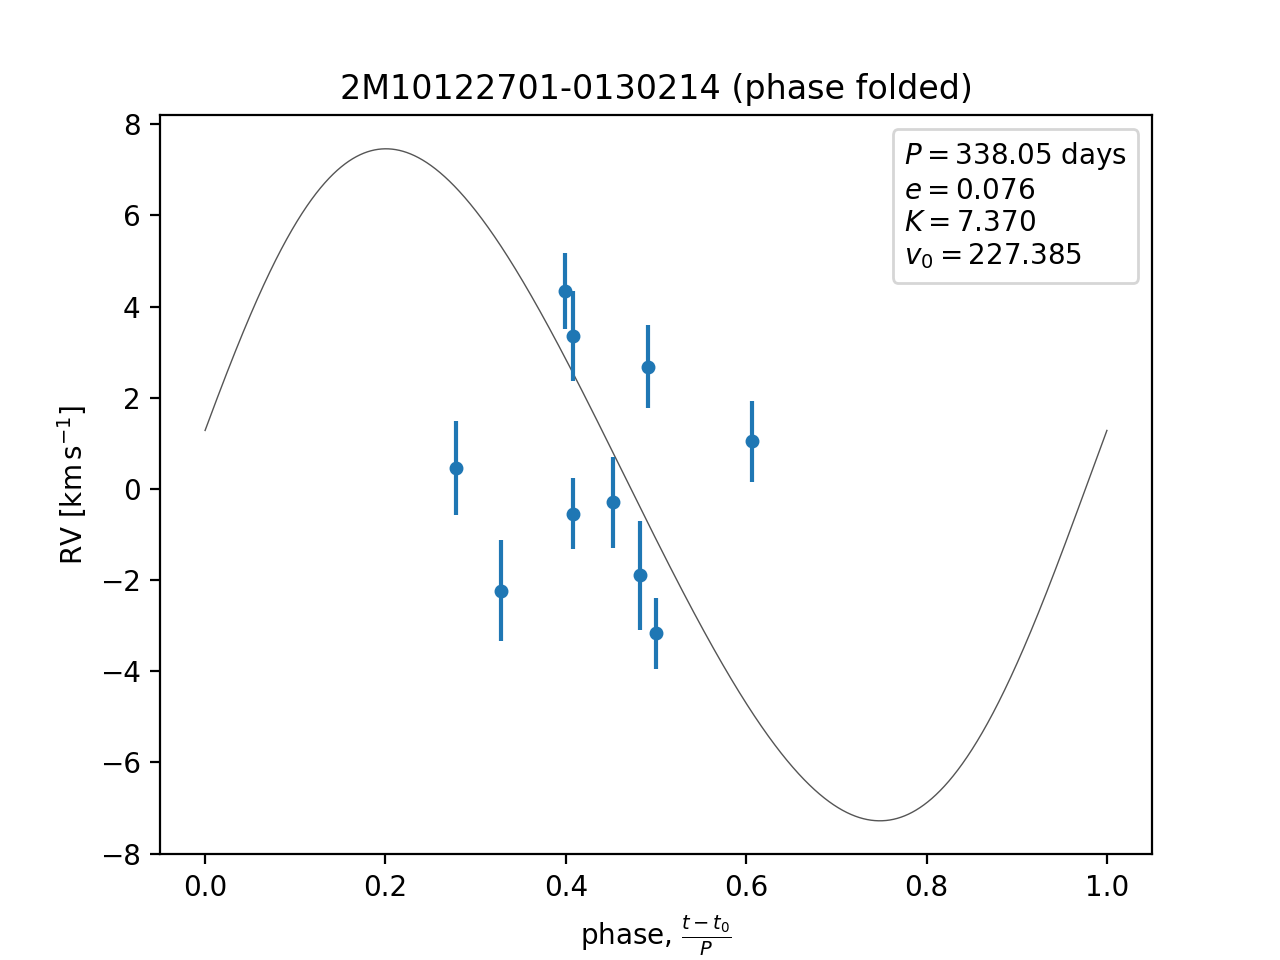 2M10122701-0130214 (phase folded)
P = 338.05 days
e = 0.076
K = 7.370
v₀ = 227.385
RV [km s⁻¹]
8
6
4
2
0
−2
−4
−6
−8
0.0 0.2 0.4 0.6 0.8 1.0
phase, (t − t₀)/P